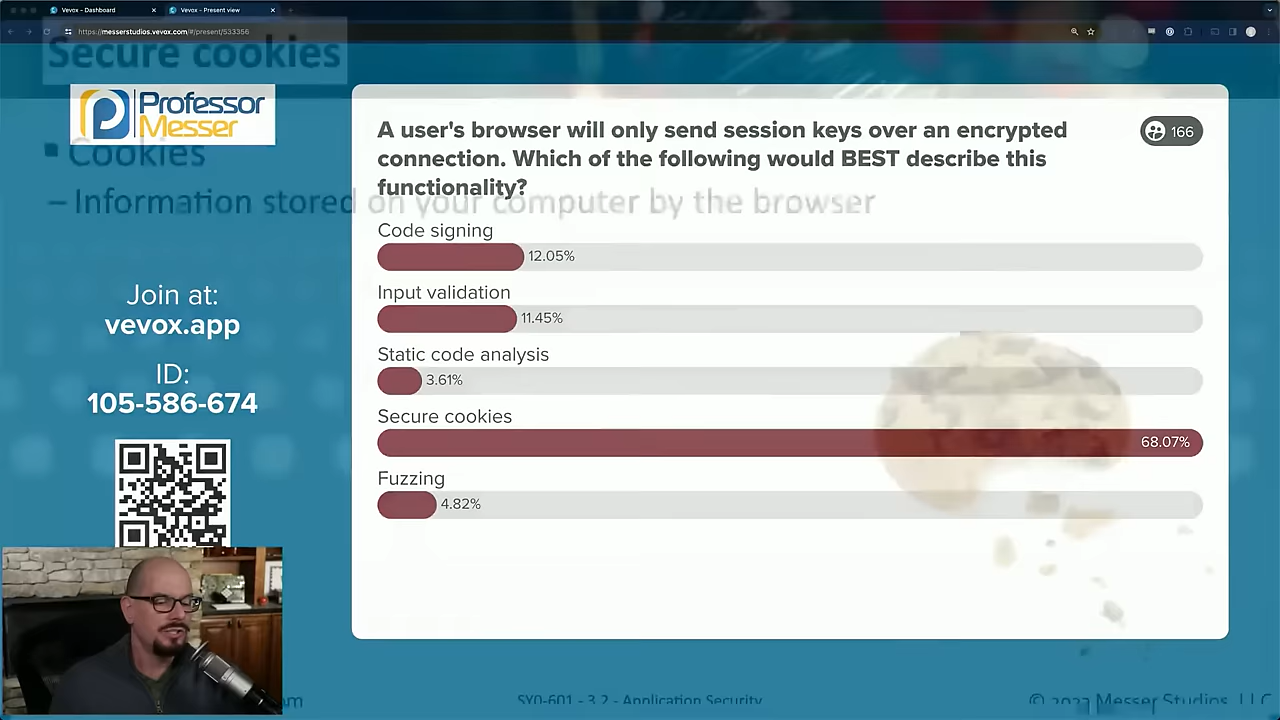 Vevox - Dashboard
Vevox - Present view
https://messerstudios.vevox.com/#/present/533356
Secure cookies
Professor
Messer
Cookies
– Information stored on your computer by the browser
A user's browser will only send session keys over an encrypted
connection. Which of the following would BEST describe this
functionality?
166
Code signing
12.05%
Input validation
11.45%
Static code analysis
3.61%
Secure cookies
68.07%
Fuzzing
4.82%
Join at:
vevox.app
ID:
105-586-674
SY0-601 - 3.2 - Application Security
© 2023 Messer Studios, LLC